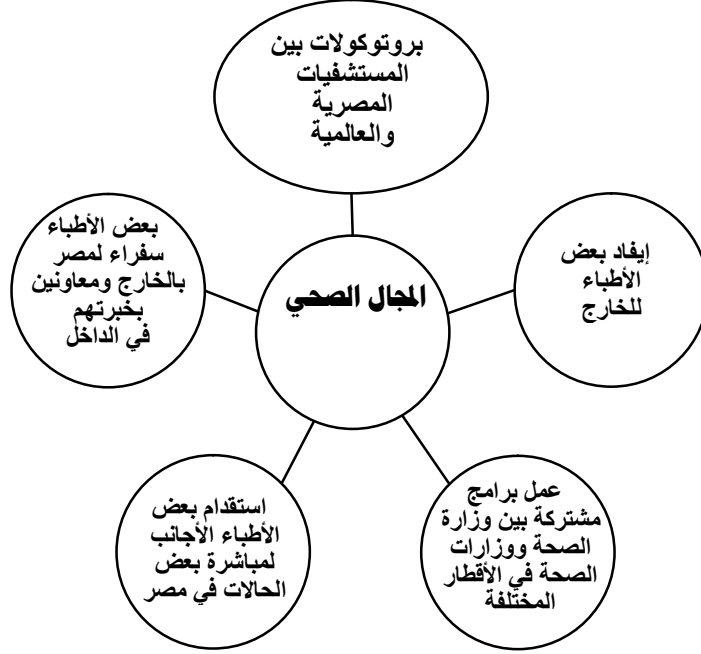 بروتوكولات بين
المستشفيات
المصرية
والعالمية
المجال الصحي
إيفاد بعض
الأطباء
للخارج
عمل برامج
مشتركة بين وزارة
الصحة ووزارات
الصحة في الأقطار
المختلفة
استقدام بعض
الأطباء الأجانب
لمباشرة بعض
الحالات في مصر
بعض الأطباء
سفراء لمصر
بالخارج ومعاونين
بخبرتهم
في الداخل